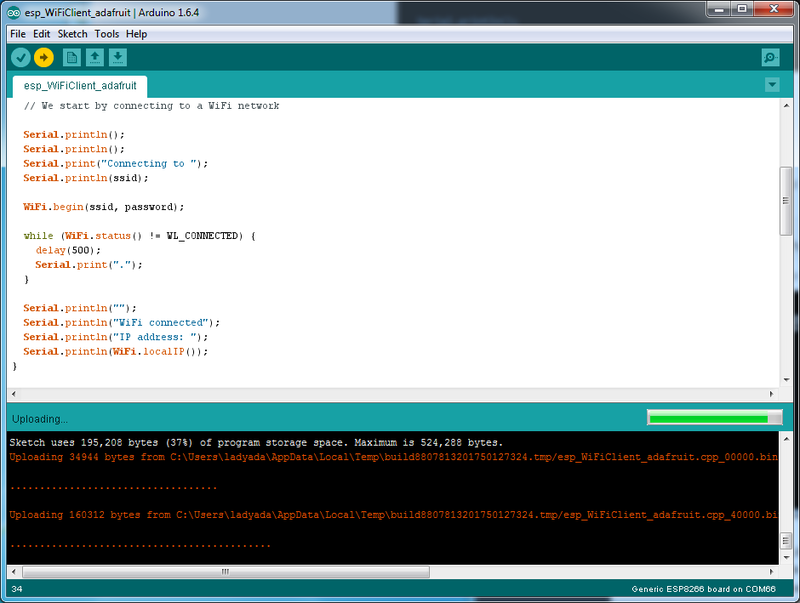 esp_WiFiClient_adafruit | Arduino 1.6.4
File Edit Sketch Tools Help
esp_WiFiClient_adafruit
// We start by connecting to a WiFi network
Serial.println();
Serial.println();
Serial.print("Connecting to ");
Serial.println(ssid);
WiFi.begin(ssid, password);
while (WiFi.status() != WL_CONNECTED) {
delay(500);
Serial.print(".");
}
Serial.println("");
Serial.println("WiFi connected");
Serial.println("IP address: ");
Serial.println(WiFi.localIP());
}
Uploading...
Sketch uses 195,208 bytes (37%) of program storage space. Maximum is 524,288 bytes.
Uploading 34944 bytes from C:\Users\ladyada\AppData\Local\Temp\build8807813201750127324.tmp/esp_WiFiClient_adafruit.cpp_00000.bin
...................................
Uploading 160312 bytes from C:\Users\ladyada\AppData\Local\Temp\build8807813201750127324.tmp/esp_WiFiClient_adafruit.cpp_40000.bi
............................................
34 Generic ESP8266 board on COM66